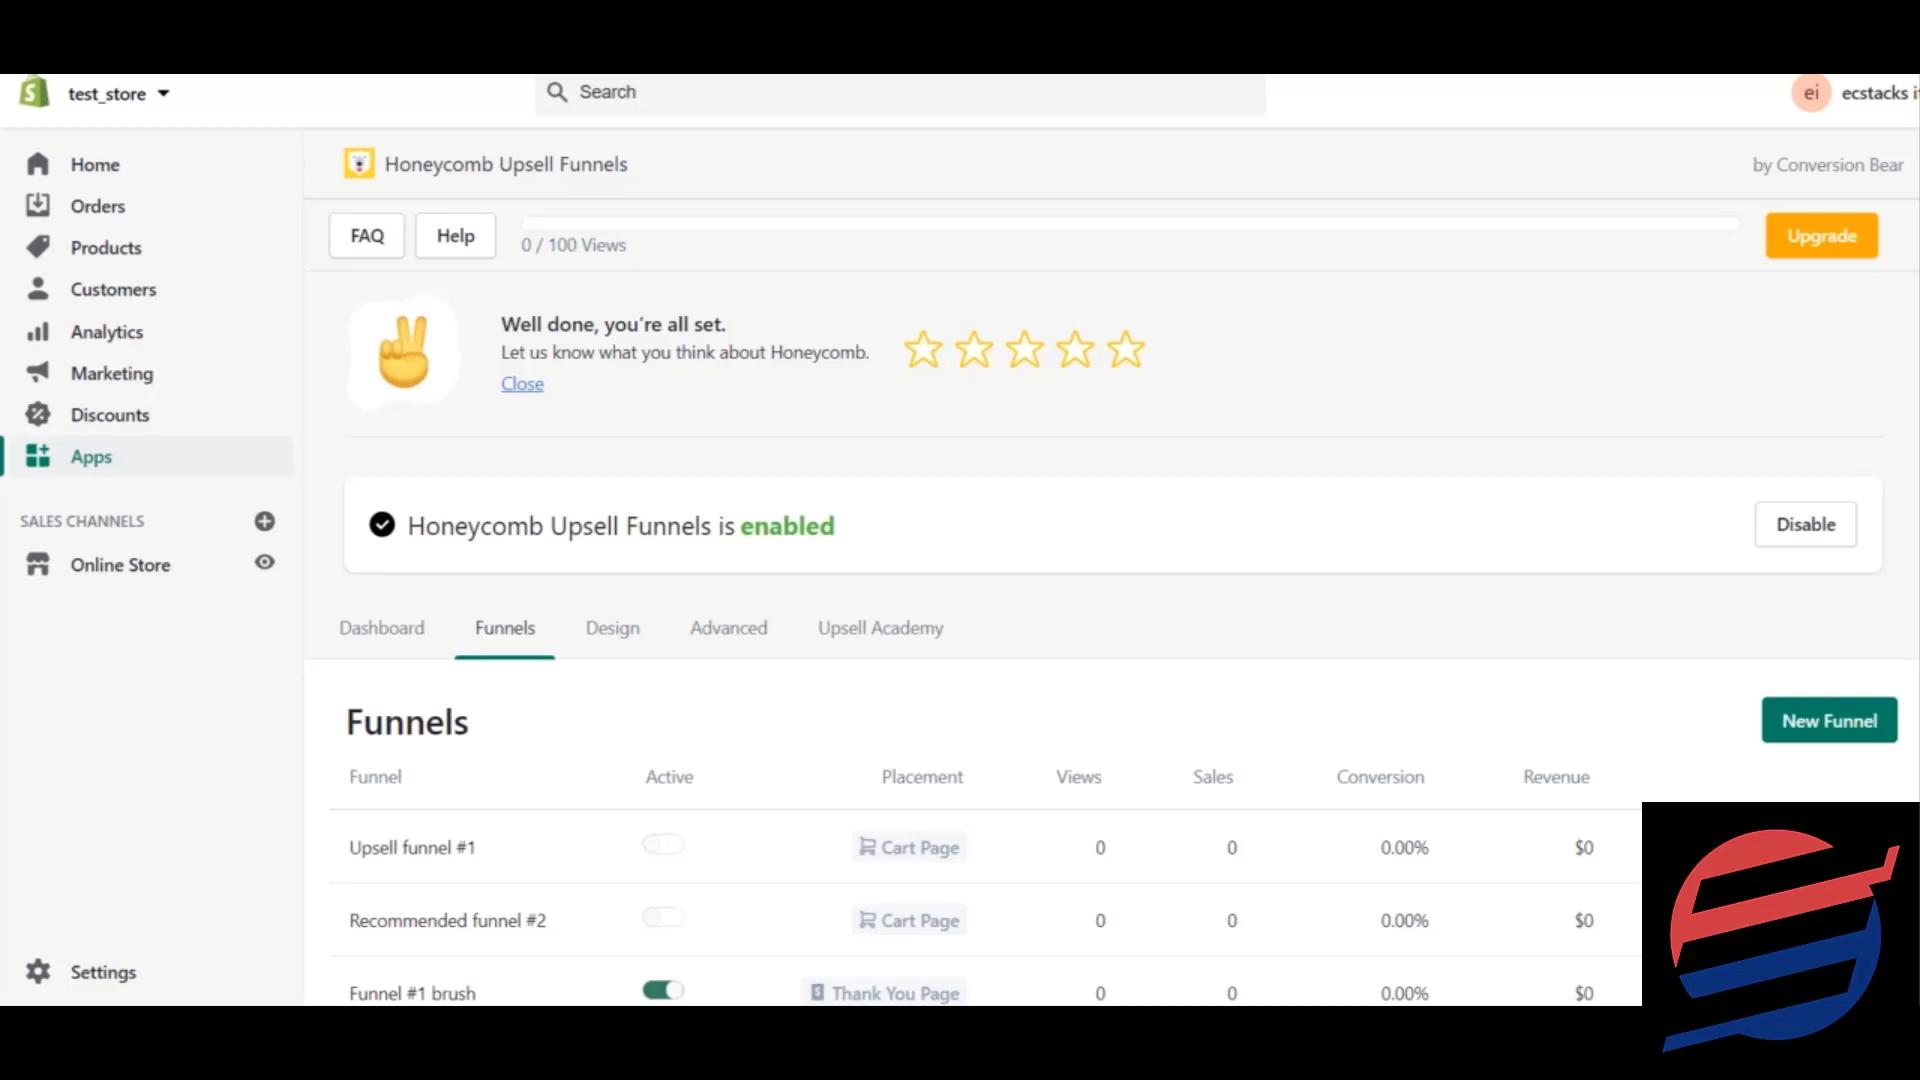 test_store
Search
ei
ecstacks
Home
Orders
Products
Customers
Analytics
Marketing
Discounts
Apps
SALES CHANNELS
Online Store
Settings
Honeycomb Upsell Funnels
by Conversion Bear
FAQ
Help
0 / 100 Views
Upgrade
Well done, you're all set.
Let us know what you think about Honeycomb.
Close
Honeycomb Upsell Funnels is enabled
Disable
Dashboard Funnels Design Advanced Upsell Academy
Funnels
New Funnel
Funnel Active Placement Views Sales Conversion Revenue
Upsell funnel #1 Cart Page 0 0 0.00% $0
Recommended funnel #2 Cart Page 0 0 0.00% $0
Funnel #1 brush Thank You Page 0 0 0.00% $0